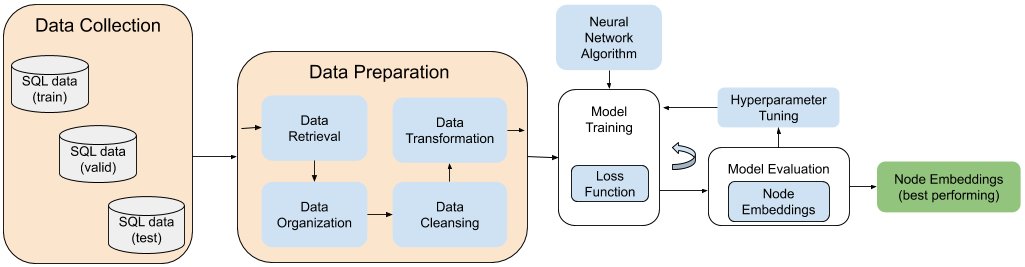 Data Collection
SQL data
(train)
SQL data
(valid)
SQL data
(test)
Data Preparation
Data
Retrieval
Data
Organization
Data
Cleansing
Data
Transformation
Neural
Network
Algorithm
Model
Training
Loss
Function
Hyperparameter
Tuning
Model Evaluation
Node
Embeddings
Node Embeddings
(best performing)